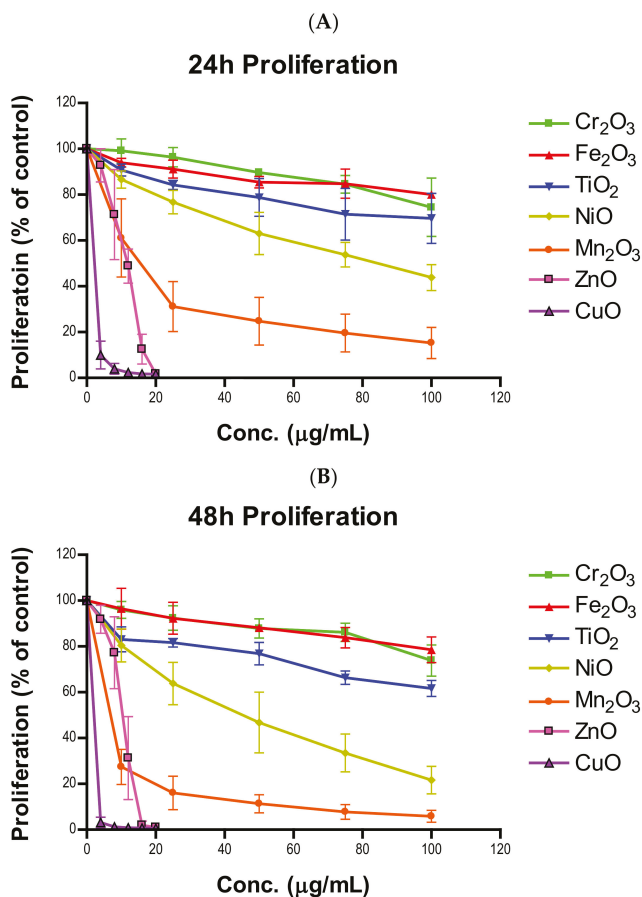 (A)
24h Proliferation
Proliferatoin (% of control)
120
100
80
60
40
20
0
0 20 40 60 80 100 120
Conc. (μg/mL)
Cr₂O₃
Fe₂O₃
TiO₂
NiO
Mn₂O₃
ZnO
CuO
(B)
48h Proliferation
Proliferation (% of control)
120
100
80
60
40
20
0
0 20 40 60 80 100 120
Conc. (μg/mL)
Cr₂O₃
Fe₂O₃
TiO₂
NiO
Mn₂O₃
ZnO
CuO